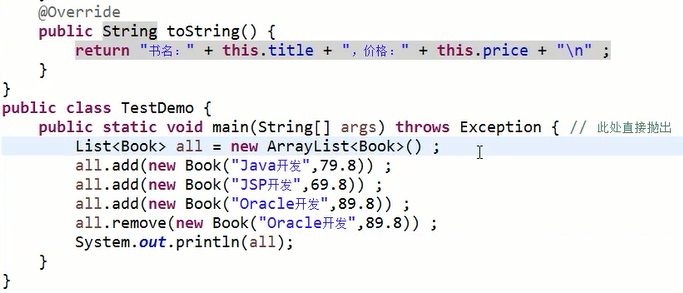 @Override
public String toString() {
return "书名：" + this.title + "，价格：" + this.price + "\n" ;
}
}
public class TestDemo {
public static void main(String[] args) throws Exception { // 此处直接抛出
List<Book> all = new ArrayList<Book>() ;
all.add(new Book("Java开发",79.8)) ;
all.add(new Book("JSP开发",69.8)) ;
all.add(new Book("Oracle开发",89.8)) ;
all.remove(new Book("Oracle开发",89.8)) ;
System.out.println(all);
}
}